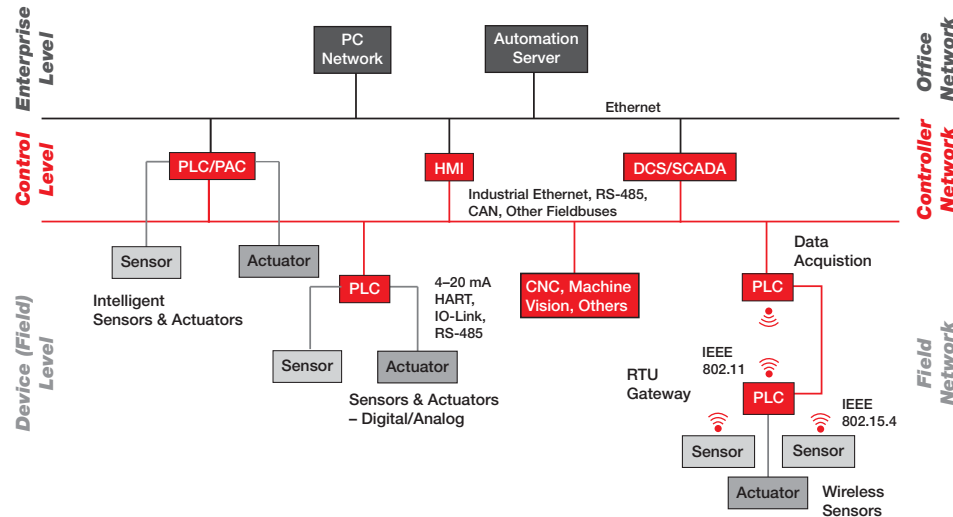 Enterprise
Level
PC
Network
Automation
Server
Office
Network
Ethernet
Control
Level
PLC/PAC
HMI
DCS/SCADA
Controller
Network
Industrial Ethernet, RS-485,
CAN, Other Fieldbuses
Sensor
Actuator
Intelligent
Sensors & Actuators
PLC
4–20 mA
HART,
IO-Link,
RS-485
Sensor
Actuator
Sensors & Actuators
– Digital/Analog
CNC, Machine
Vision, Others
Data
Acquistion
PLC
Device (Field)
Level
Field
Network
RTU
Gateway
IEEE
802.11
PLC
IEEE
802.15.4
Sensor
Sensor
Actuator
Wireless
Sensors